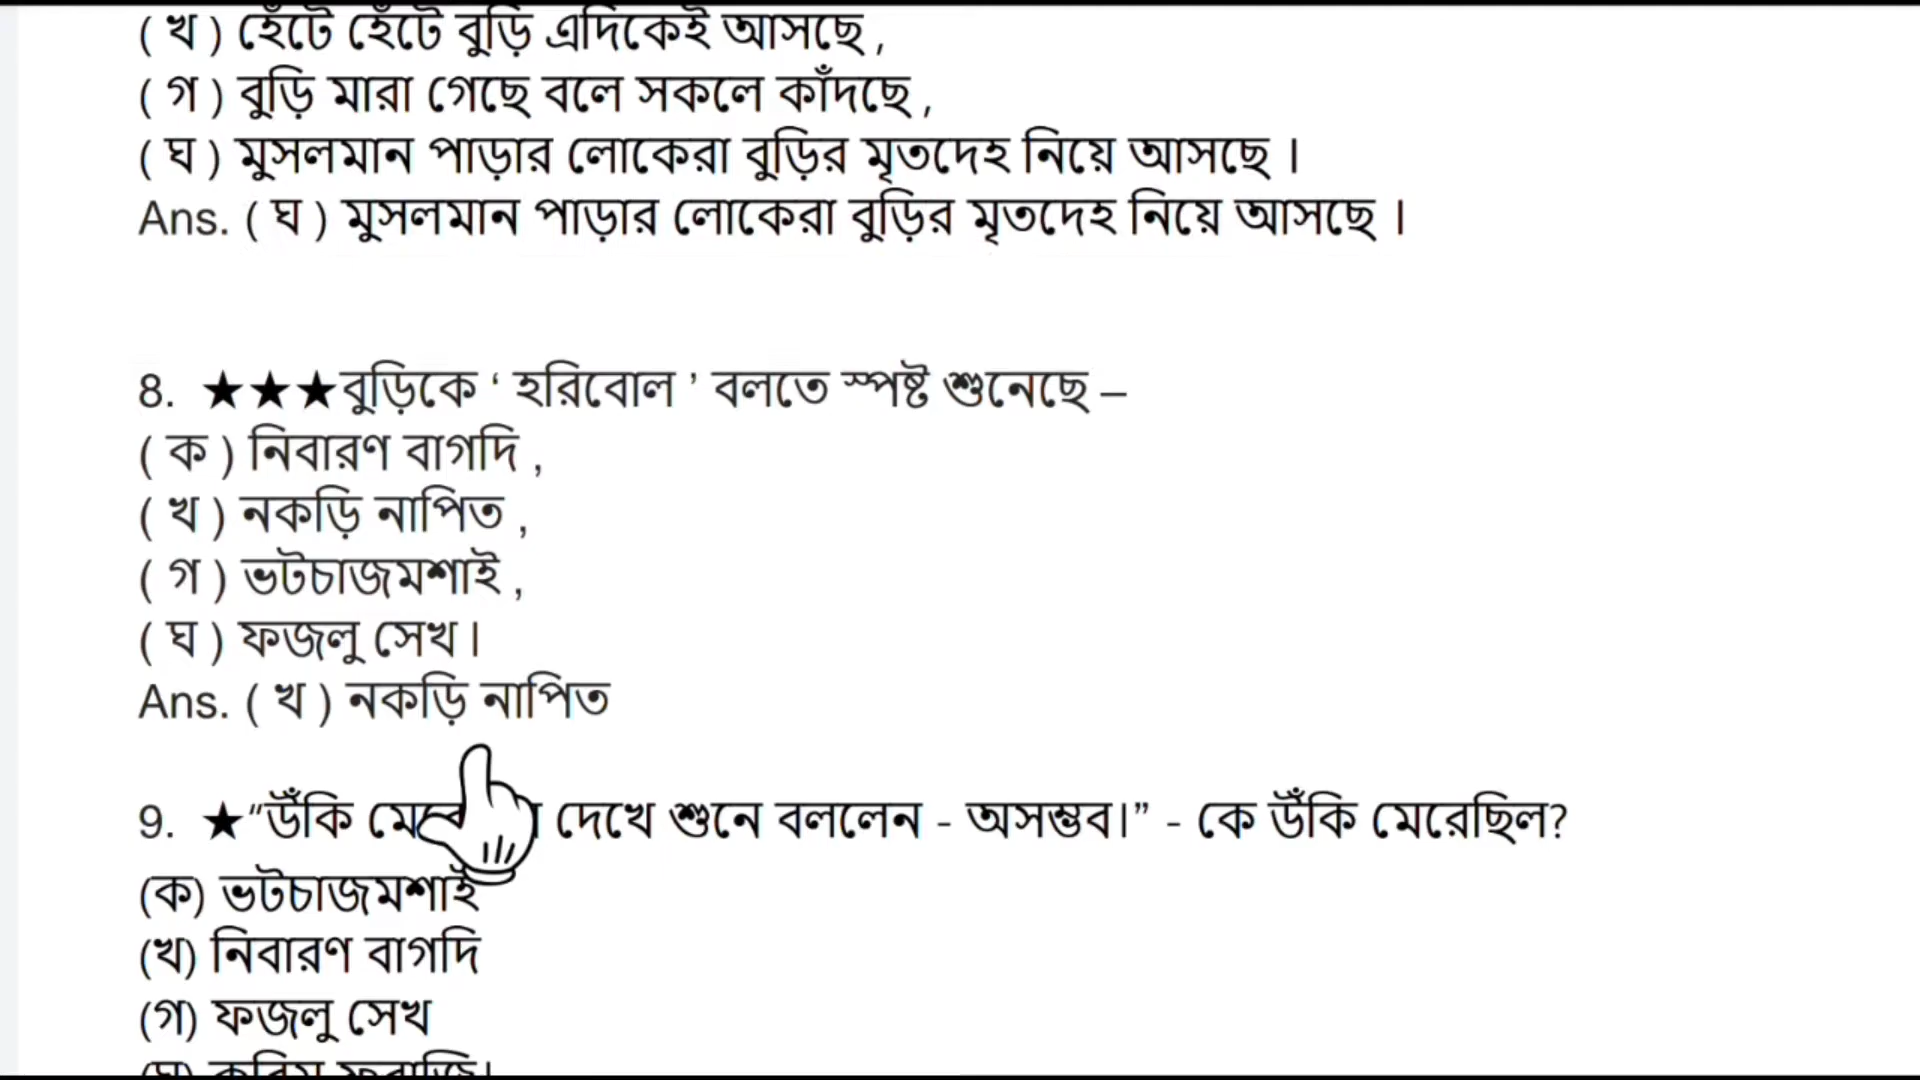 ( খ ) হেঁটে হেঁটে বুড়ি এদিকেই আসছে ,
( গ ) বুড়ি মারা গেছে বলে সকলে কাঁদছে ,
( ঘ ) মুসলমান পাড়ার লোকেরা বুড়ির মৃতদেহ নিয়ে আসছে ।
Ans. ( ঘ ) মুসলমান পাড়ার লোকেরা বুড়ির মৃতদেহ নিয়ে আসছে ।
8. ★★★বুড়িকে ‘ হরিবোল ’ বলতে স্পষ্ট শুনেছে –
( ক ) নিবারণ বাগদি ,
( খ ) নকড়ি নাপিত ,
( গ ) ভটচাজমশাই ,
( ঘ ) ফজলু সেখ ।
Ans. ( খ ) নকড়ি নাপিত
9. ★“উঁকি দেখে শুনে বললেন - অসম্ভব।” - কে উঁকি মেরেছিল?
(ক) ভটচাজমশাই
(খ) নিবারণ বাগদি
(গ) ফজলু সেখ